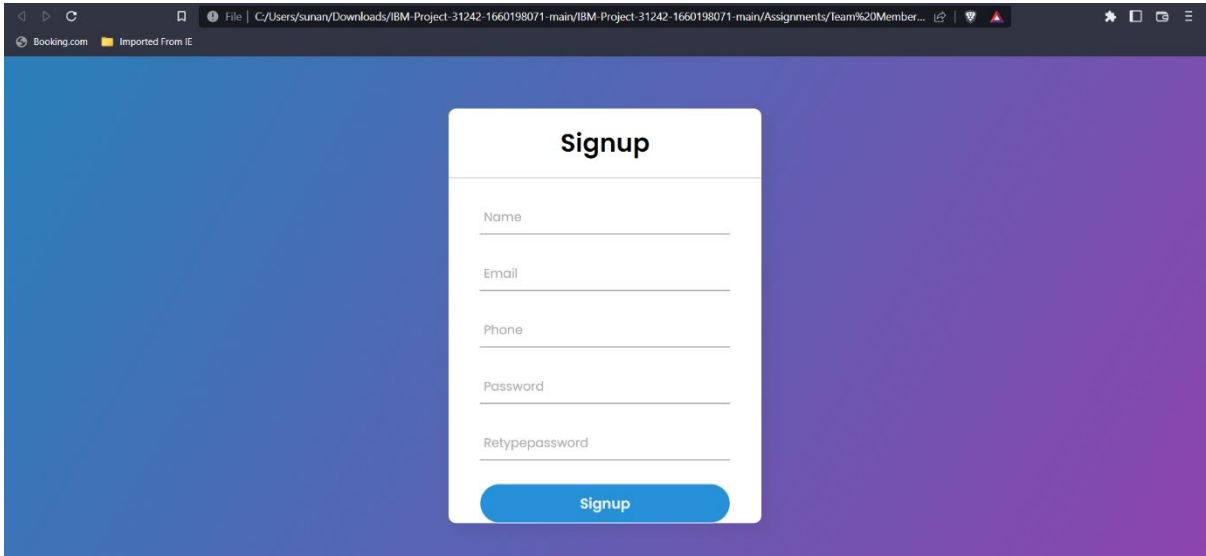 File | C:/Users/sunan/Downloads/IBM-Project-31242-1660198071-main/IBM-Project-31242-1660198071-main/Assignments/Team%20Member...
Booking.com Imported From IE
Signup
Name
Email
Phone
Password
Retypepassword
Signup